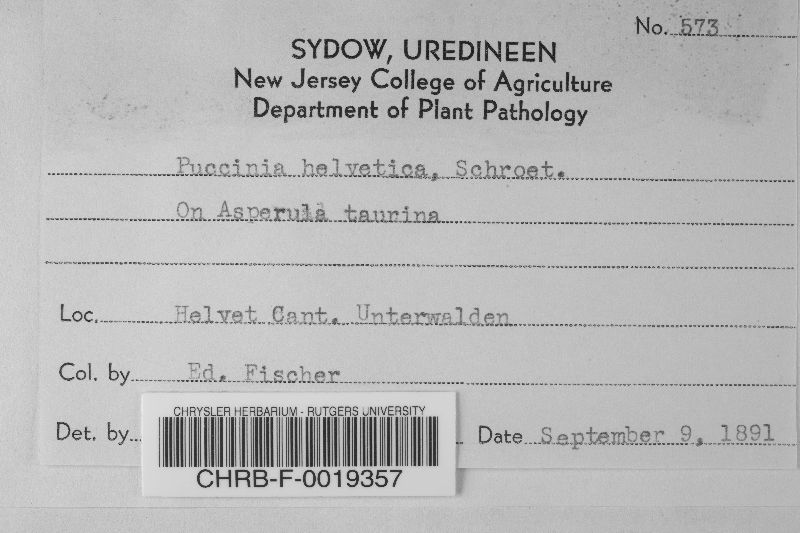 No. 573
SYDOW, UREDINEEN
New Jersey College of Agriculture
Department of Plant Pathology
Puccinia helvetica, Schroet.
On Asperula taurina
Loc. Helvet Cant. Unterwalden
Col. by Ed. Fischer
Det. by Date September 9, 1891
CHRYSLER HERBARIUM - RUTGERS UNIVERSITY
CHRB-F-0019357